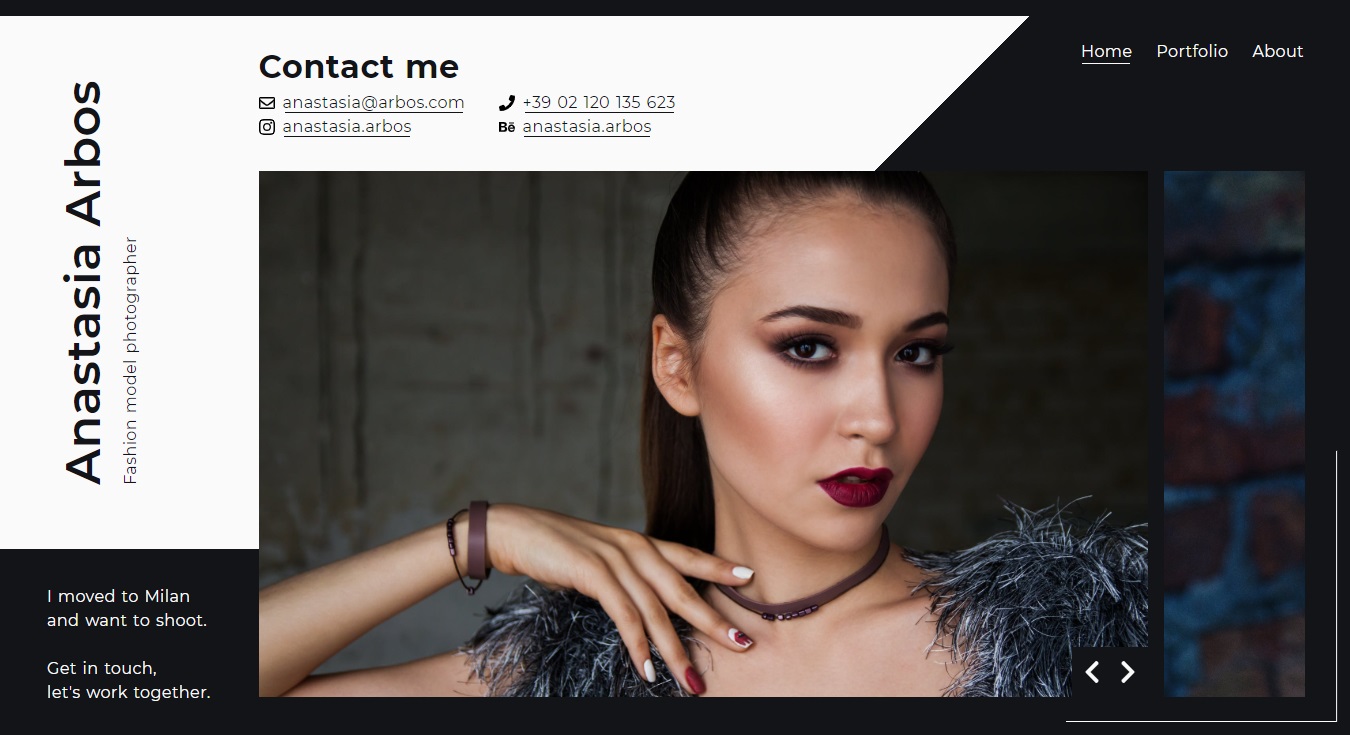 Anastasia Arbos
Fashion model photographer
Contact me
anastasia@arbos.com
+39 02 120 135 623
anastasia.arbos
Bē anastasia.arbos
Home Portfolio About
I moved to Milan
and want to shoot.
Get in touch,
let's work together.